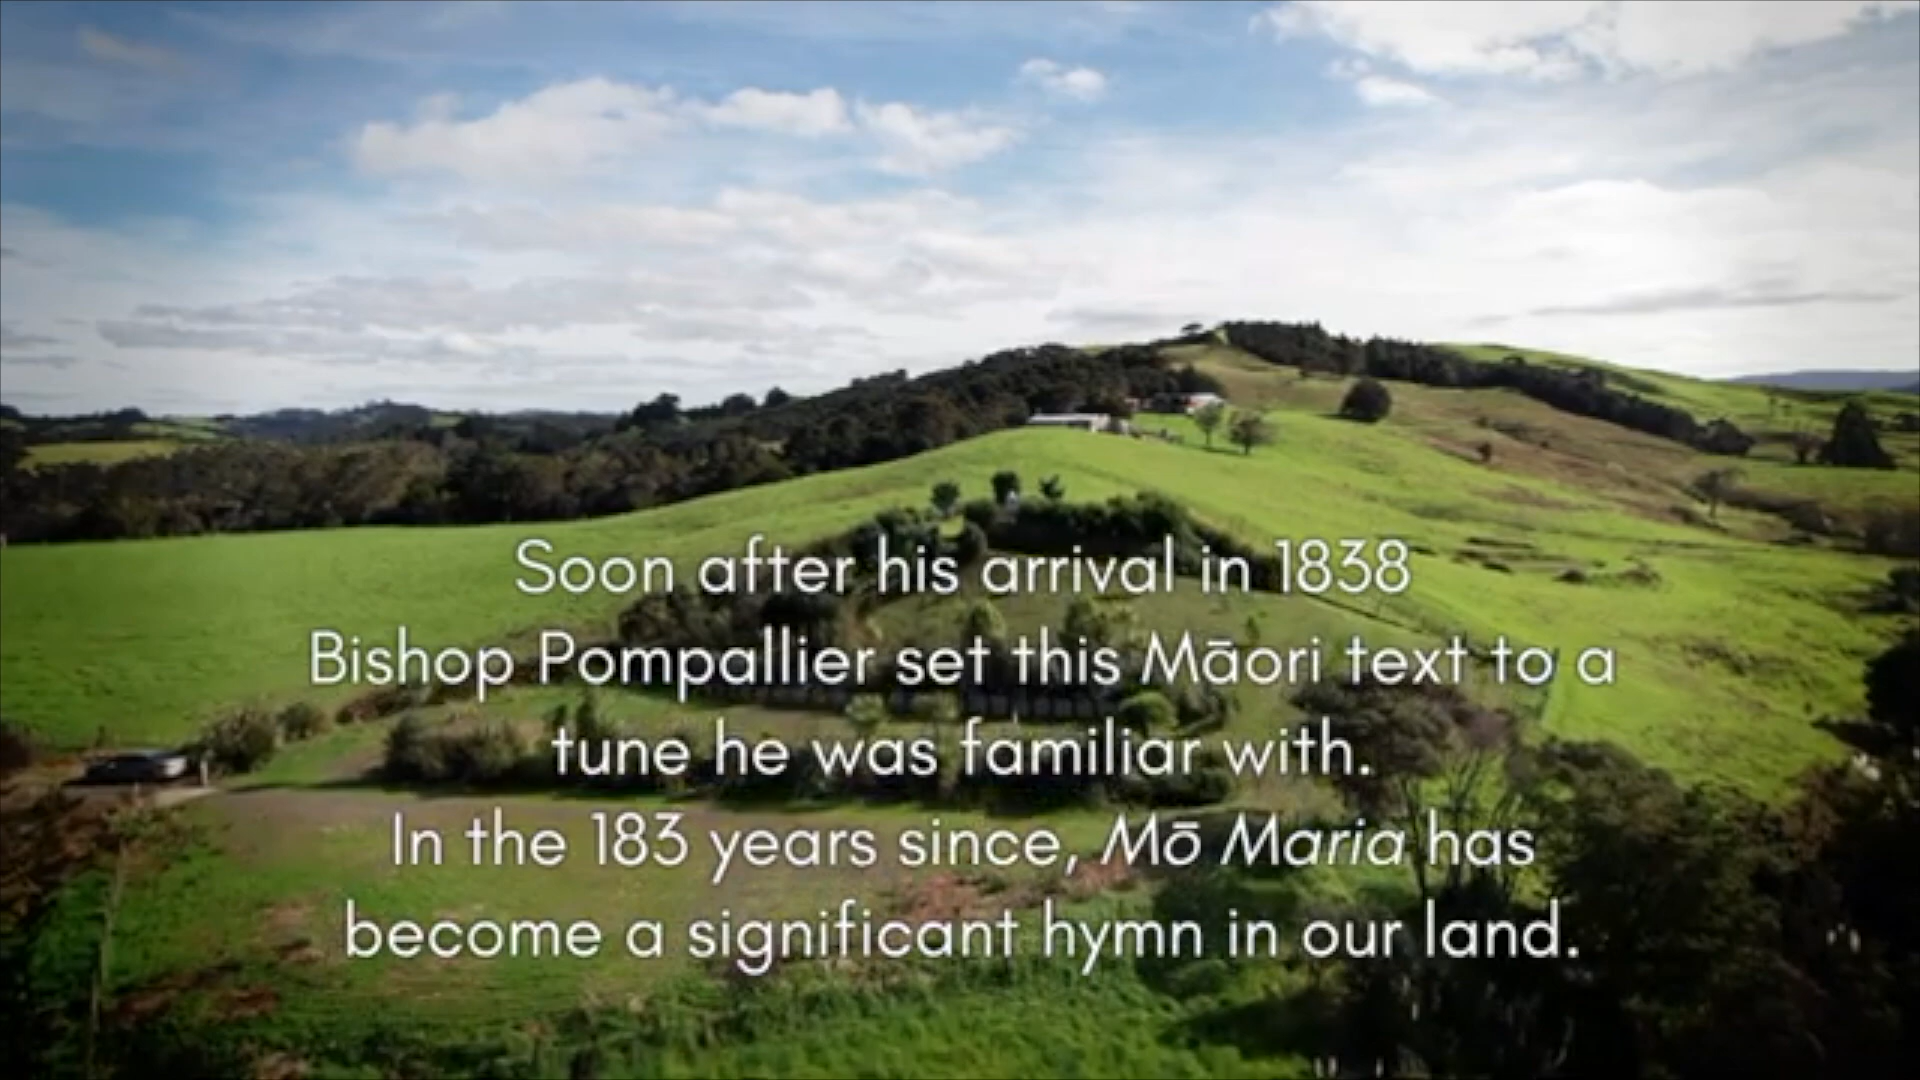 Soon after his arrival in 1838
Bishop Pompallier set this Māori text to a
tune he was familiar with.
In the 183 years since, Mō Maria has
become a significant hymn in our land.